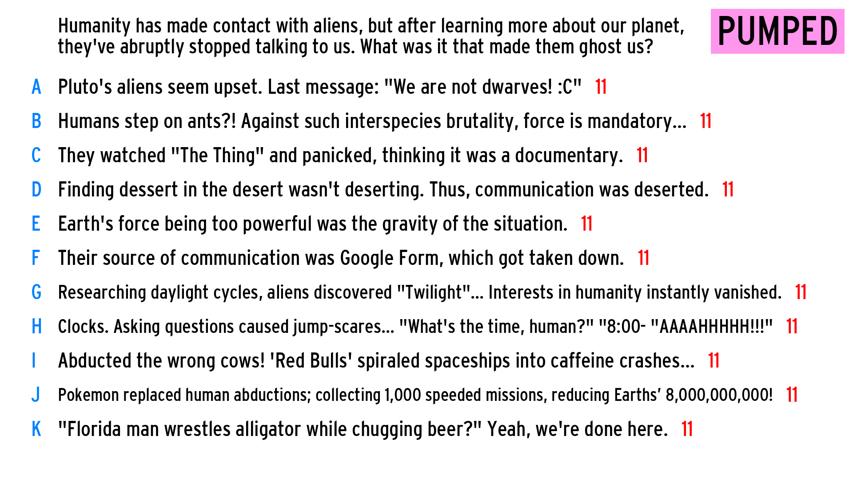 Humanity has made contact with aliens, but after learning more about our planet,
they've abruptly stopped talking to us. What was it that made them ghost us?
PUMPED
A Pluto's aliens seem upset. Last message: "We are not dwarves! :C" 11
B Humans step on ants?! Against such interspecies brutality, force is mandatory... 11
C They watched "The Thing" and panicked, thinking it was a documentary. 11
D Finding dessert in the desert wasn't deserting. Thus, communication was deserted. 11
E Earth's force being too powerful was the gravity of the situation. 11
F Their source of communication was Google Form, which got taken down. 11
G Researching daylight cycles, aliens discovered "Twilight"... Interests in humanity instantly vanished. 11
H Clocks. Asking questions caused jump-scares... "What's the time, human?" "8:00- "AAAAHHHHH!!!" 11
I Abducted the wrong cows! 'Red Bulls' spiraled spaceships into caffeine crashes... 11
J Pokemon replaced human abductions; collecting 1,000 speeded missions, reducing Earths’ 8,000,000,000! 11
K "Florida man wrestles alligator while chugging beer?" Yeah, we're done here. 11